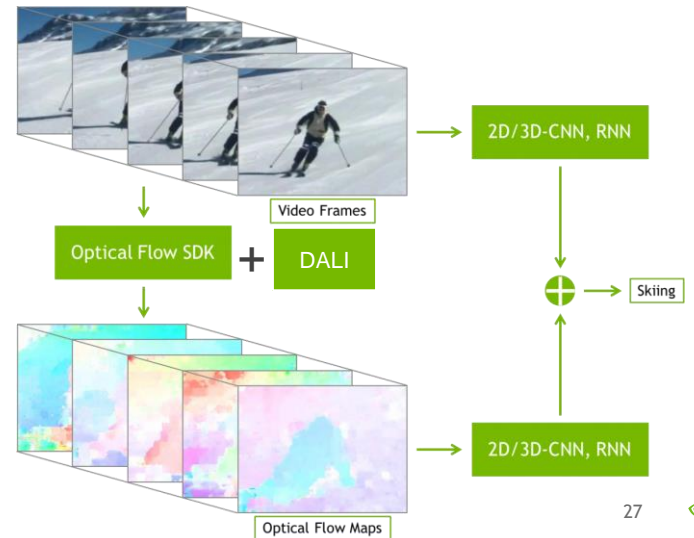 2D/3D-CNN, RNN
Video Frames
Optical Flow SDK
+
DALI
Skiing
2D/3D-CNN, RNN
Optical Flow Maps
27